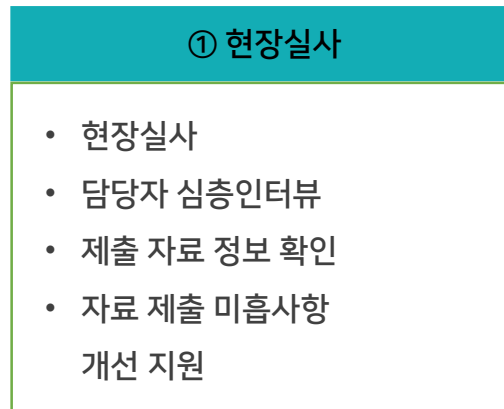 ① 현장실사
• 현장실사
• 담당자 심층인터뷰
• 제출 자료 정보 확인
• 자료 제출 미흡사항
개선 지원